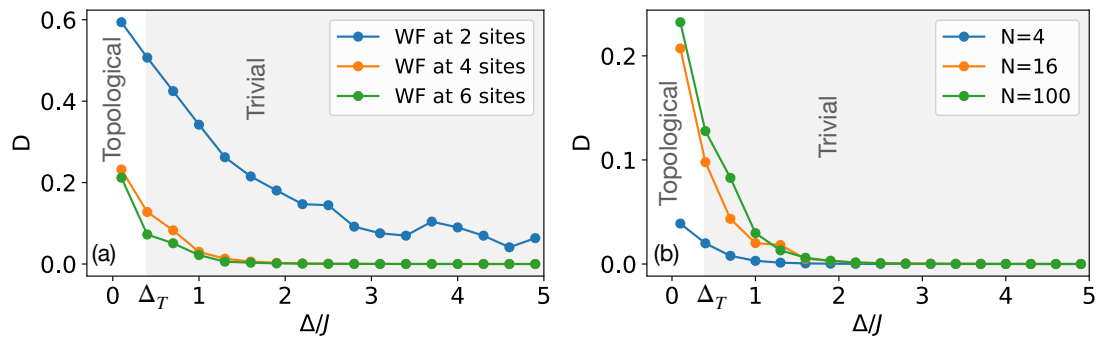 0.6
0.4
0.2
0.0
D
Topological
Trivial
WF at 2 sites
WF at 4 sites
WF at 6 sites
(a)
0
Δ_T
1
2
3
4
5
Δ/J
0.2
0.1
0.0
D
Topological
Trivial
N=4
N=16
N=100
(b)
0
Δ_T
1
2
3
4
5
Δ/J